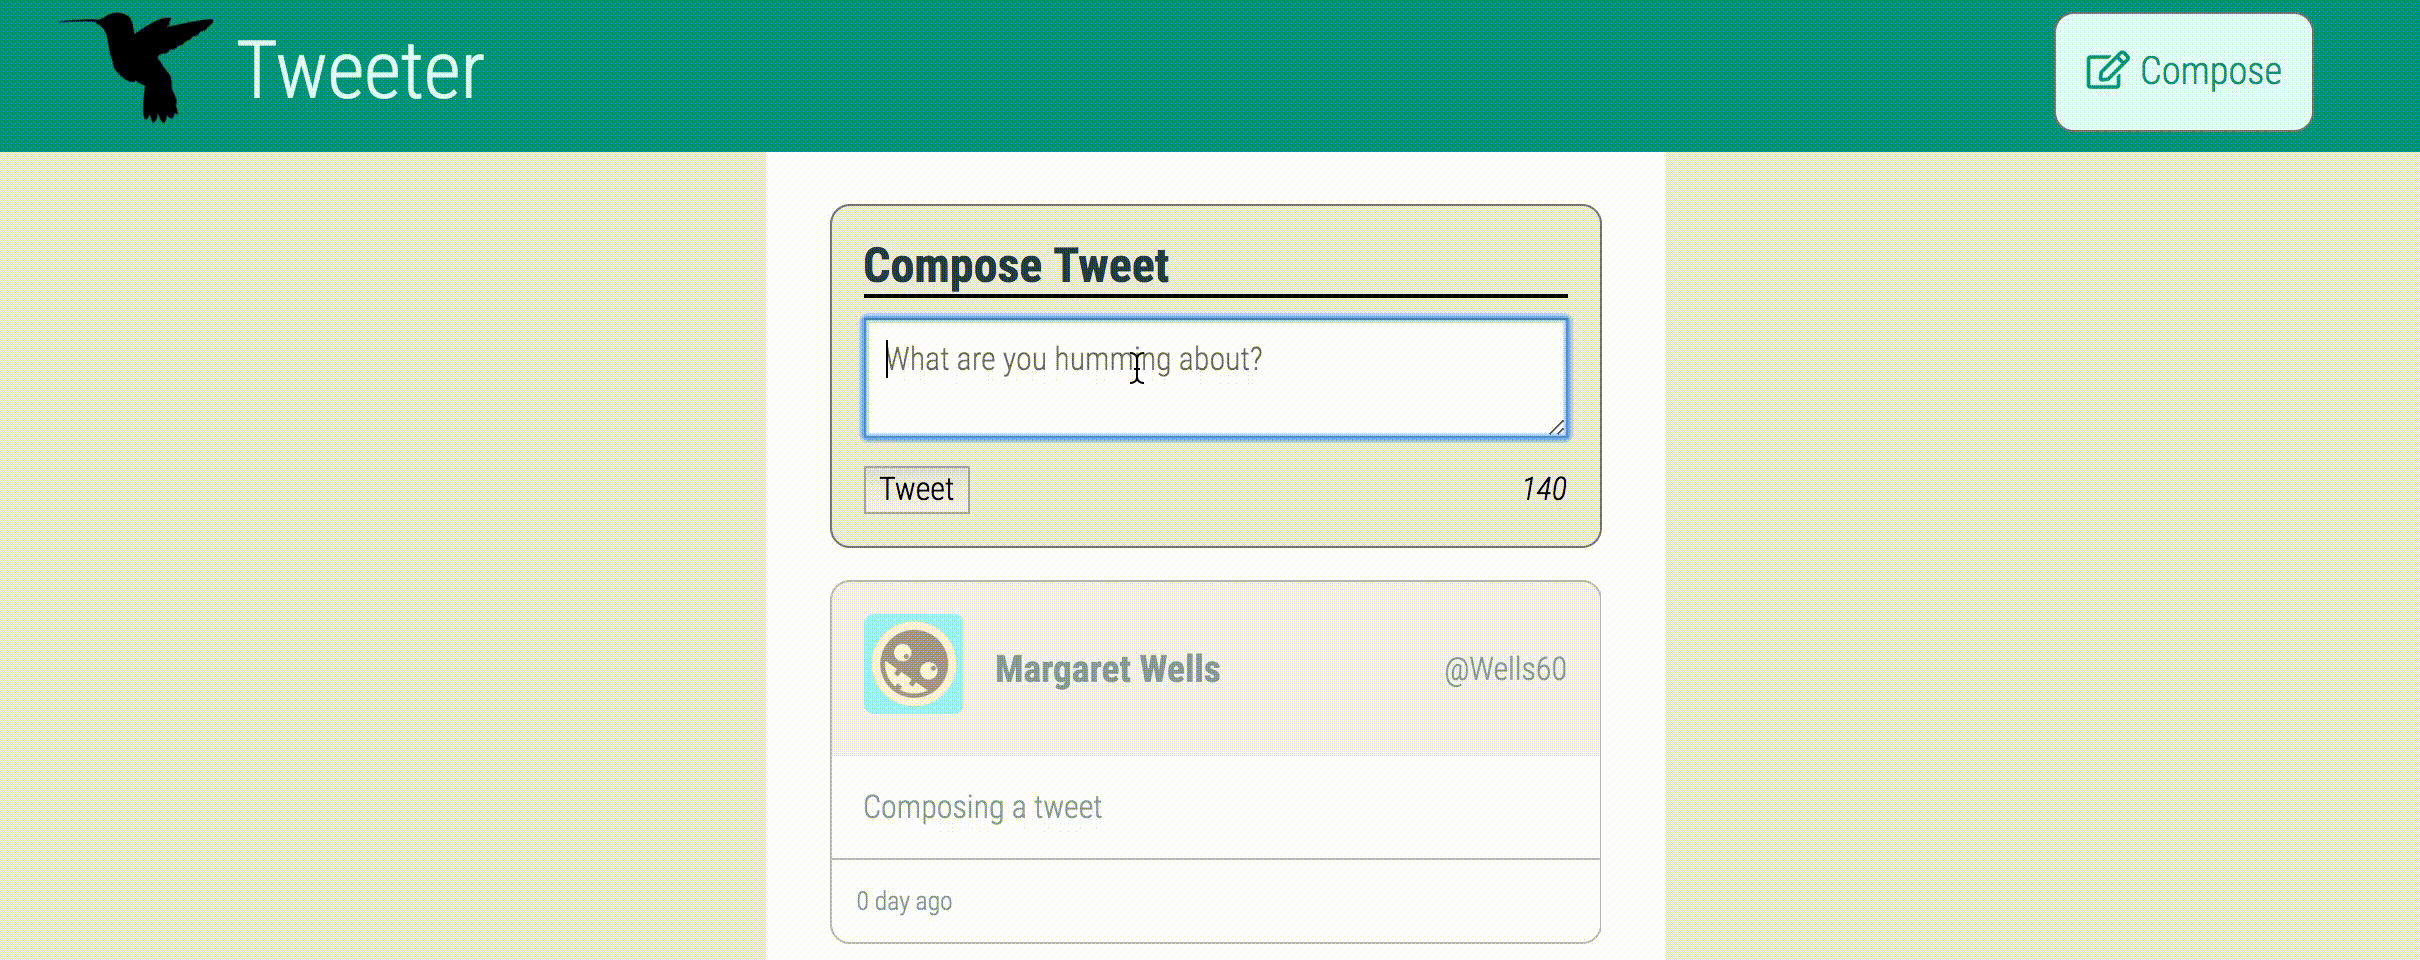 Tweeter
Compose
Compose Tweet
What are you humming about?
Tweet
140
Margaret Wells
@Wells60
Composing a tweet
0 day ago